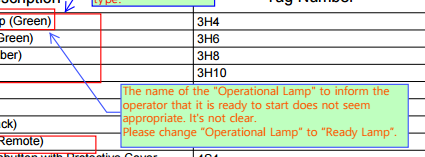 type.
p (Green) 3H4
Green) 3H6
ber) 3H8
3H10
The name of the "Operational Lamp" to inform the
operator that it is ready to start does not seem
appropriate. It's not clear.
Please change "Operational Lamp" to "Ready Lamp".
ck)
Remote)